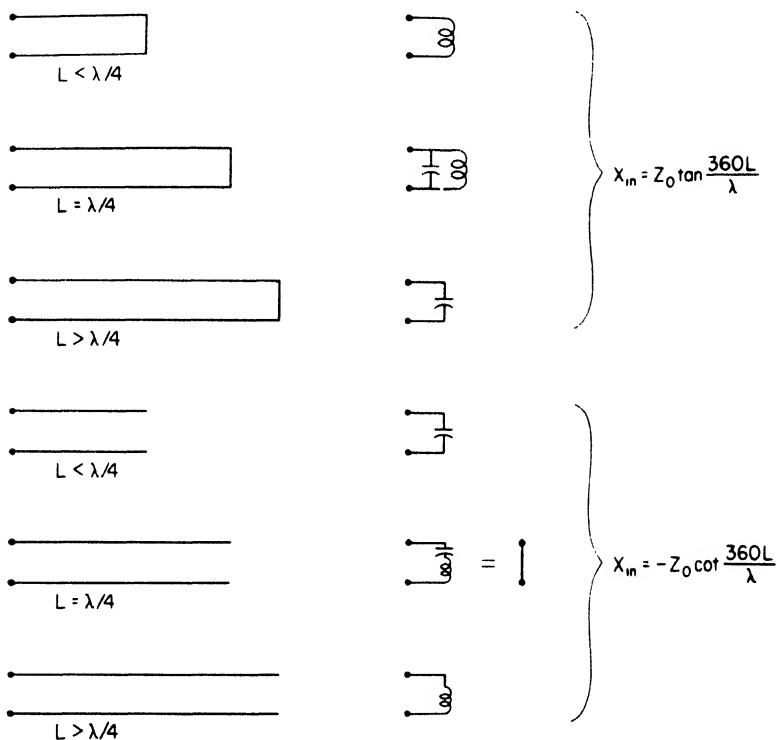 L < λ/4
L = λ/4
X_in = Z_0 tan 360L/λ
L > λ/4
L < λ/4
L = λ/4
=
X_in = -Z_0 cot 360L/λ
L > λ/4